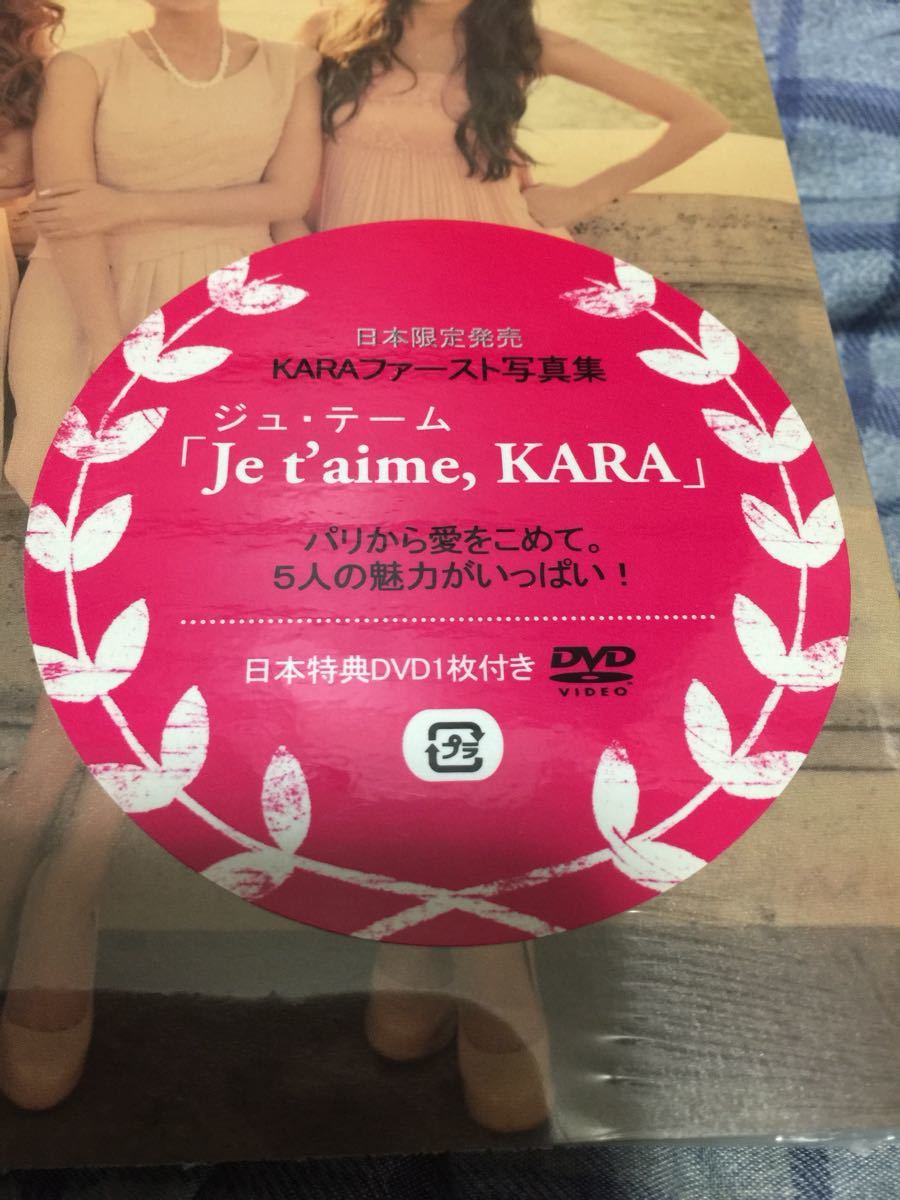 日本限定発売
KARAファースト写真集
ジュ・テーム
「Je t'aime, KARA」
パリから愛をこめて。
5人の魅力がいっぱい!
日本特典DVD1枚付き
DVD
VIDEO
プラ